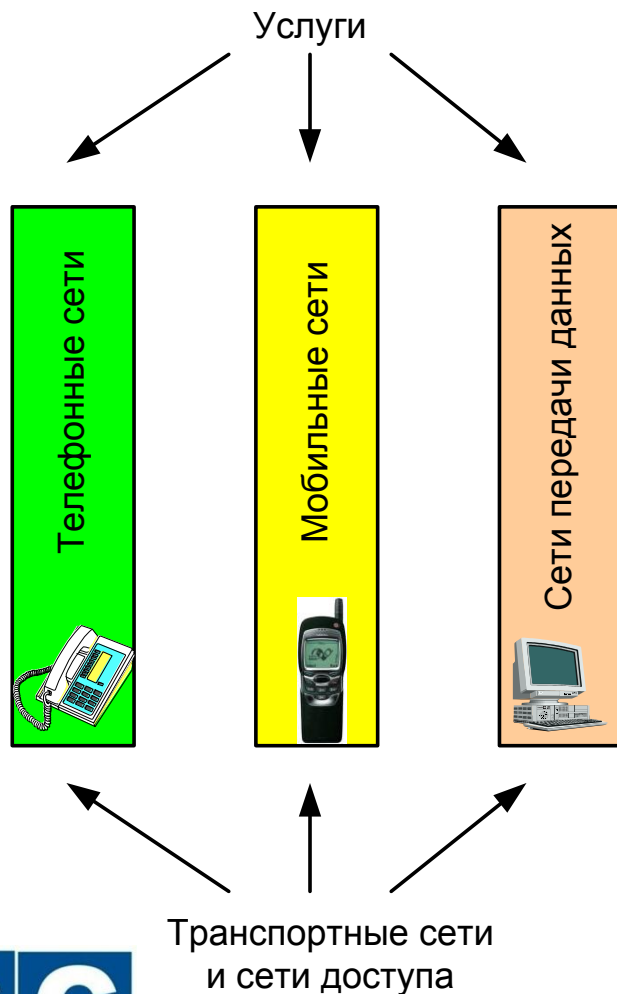 Услуги
Телефонные сети
Мобильные сети
Сети передачи данных
Транспортные сети
и сети доступа